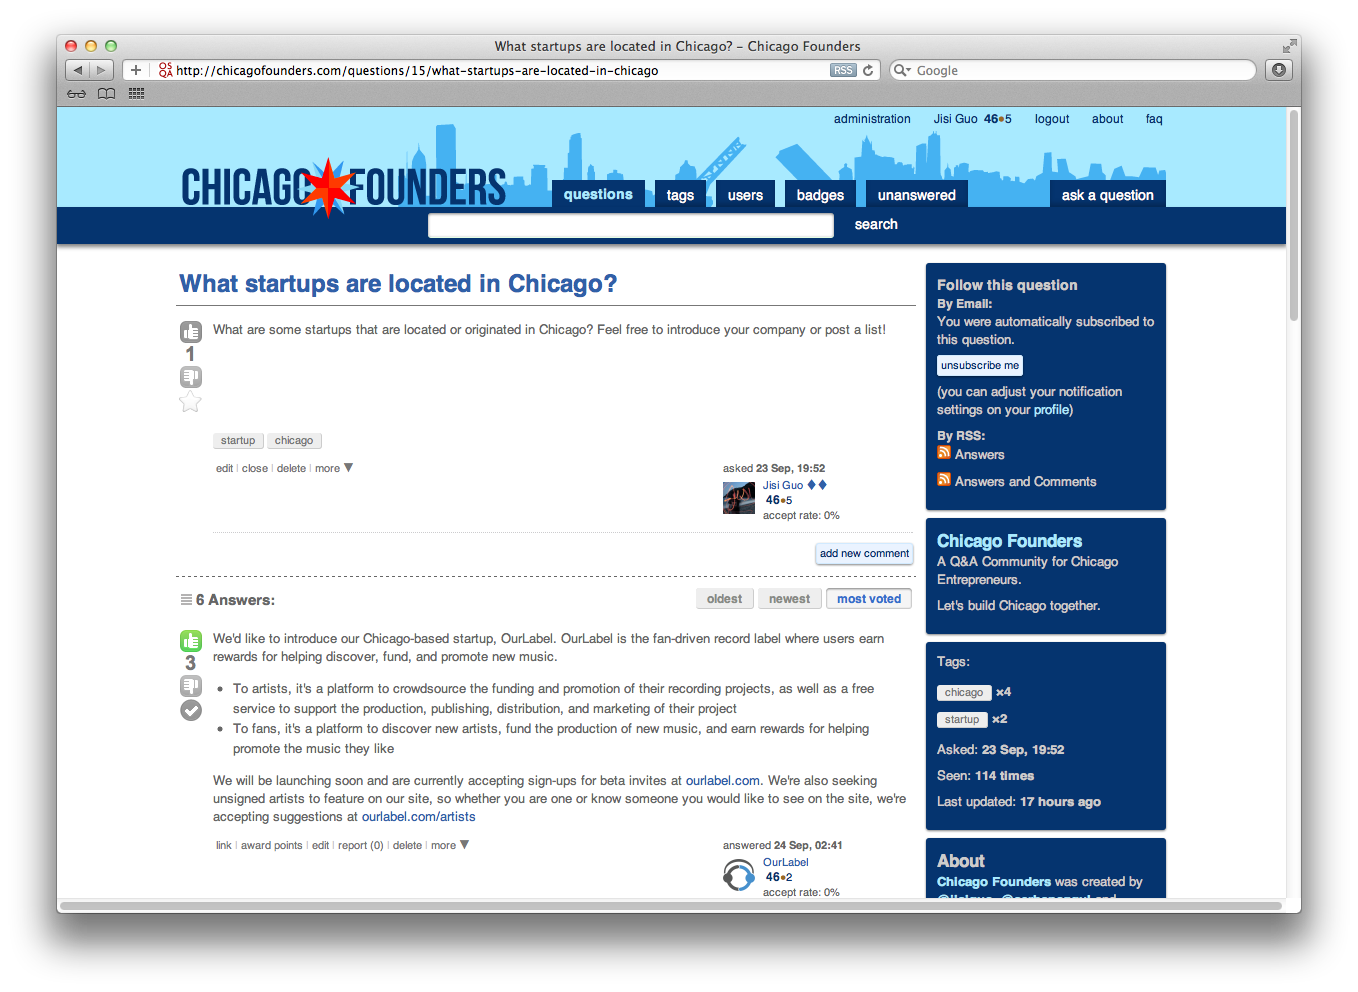 What startups are located in Chicago? – Chicago Founders
http://chicagofounders.com/questions/15/what-startups-are-located-in-chicago
RSS
Google
administration
Jisi Guo 46●5
logout
about
faq
CHICAGO FOUNDERS
questions
tags
users
badges
unanswered
ask a question
search
What startups are located in Chicago?
What are some startups that are located or originated in Chicago? Feel free to introduce your company or post a list!
1
startup
chicago
edit | close | delete | more ▼
asked 23 Sep, 19:52
Jisi Guo ♦♦
46●5
accept rate: 0%
add new comment
6 Answers:
oldest
newest
most voted
3
We'd like to introduce our Chicago-based startup, OurLabel. OurLabel is the fan-driven record label where users earn
rewards for helping discover, fund, and promote new music.
• To artists, it's a platform to crowdsource the funding and promotion of their recording projects, as well as a free
service to support the production, publishing, distribution, and marketing of their project
• To fans, it's a platform to discover new artists, fund the production of new music, and earn rewards for helping
promote the music they like
We will be launching soon and are currently accepting sign-ups for beta invites at ourlabel.com. We're also seeking
unsigned artists to feature on our site, so whether you are one or know someone you would like to see on the site, we're
accepting suggestions at ourlabel.com/artists
link | award points | edit | report (0) | delete | more ▼
answered 24 Sep, 02:41
OurLabel
46●2
accept rate: 0%
Follow this question
By Email:
You were automatically subscribed to
this question.
unsubscribe me
(you can adjust your notification
settings on your profile)
By RSS:
Answers
Answers and Comments
Chicago Founders
A Q&A Community for Chicago
Entrepreneurs.
Let's build Chicago together.
Tags:
chicago ×4
startup ×2
Asked: 23 Sep, 19:52
Seen: 114 times
Last updated: 17 hours ago
About
Chicago Founders was created by